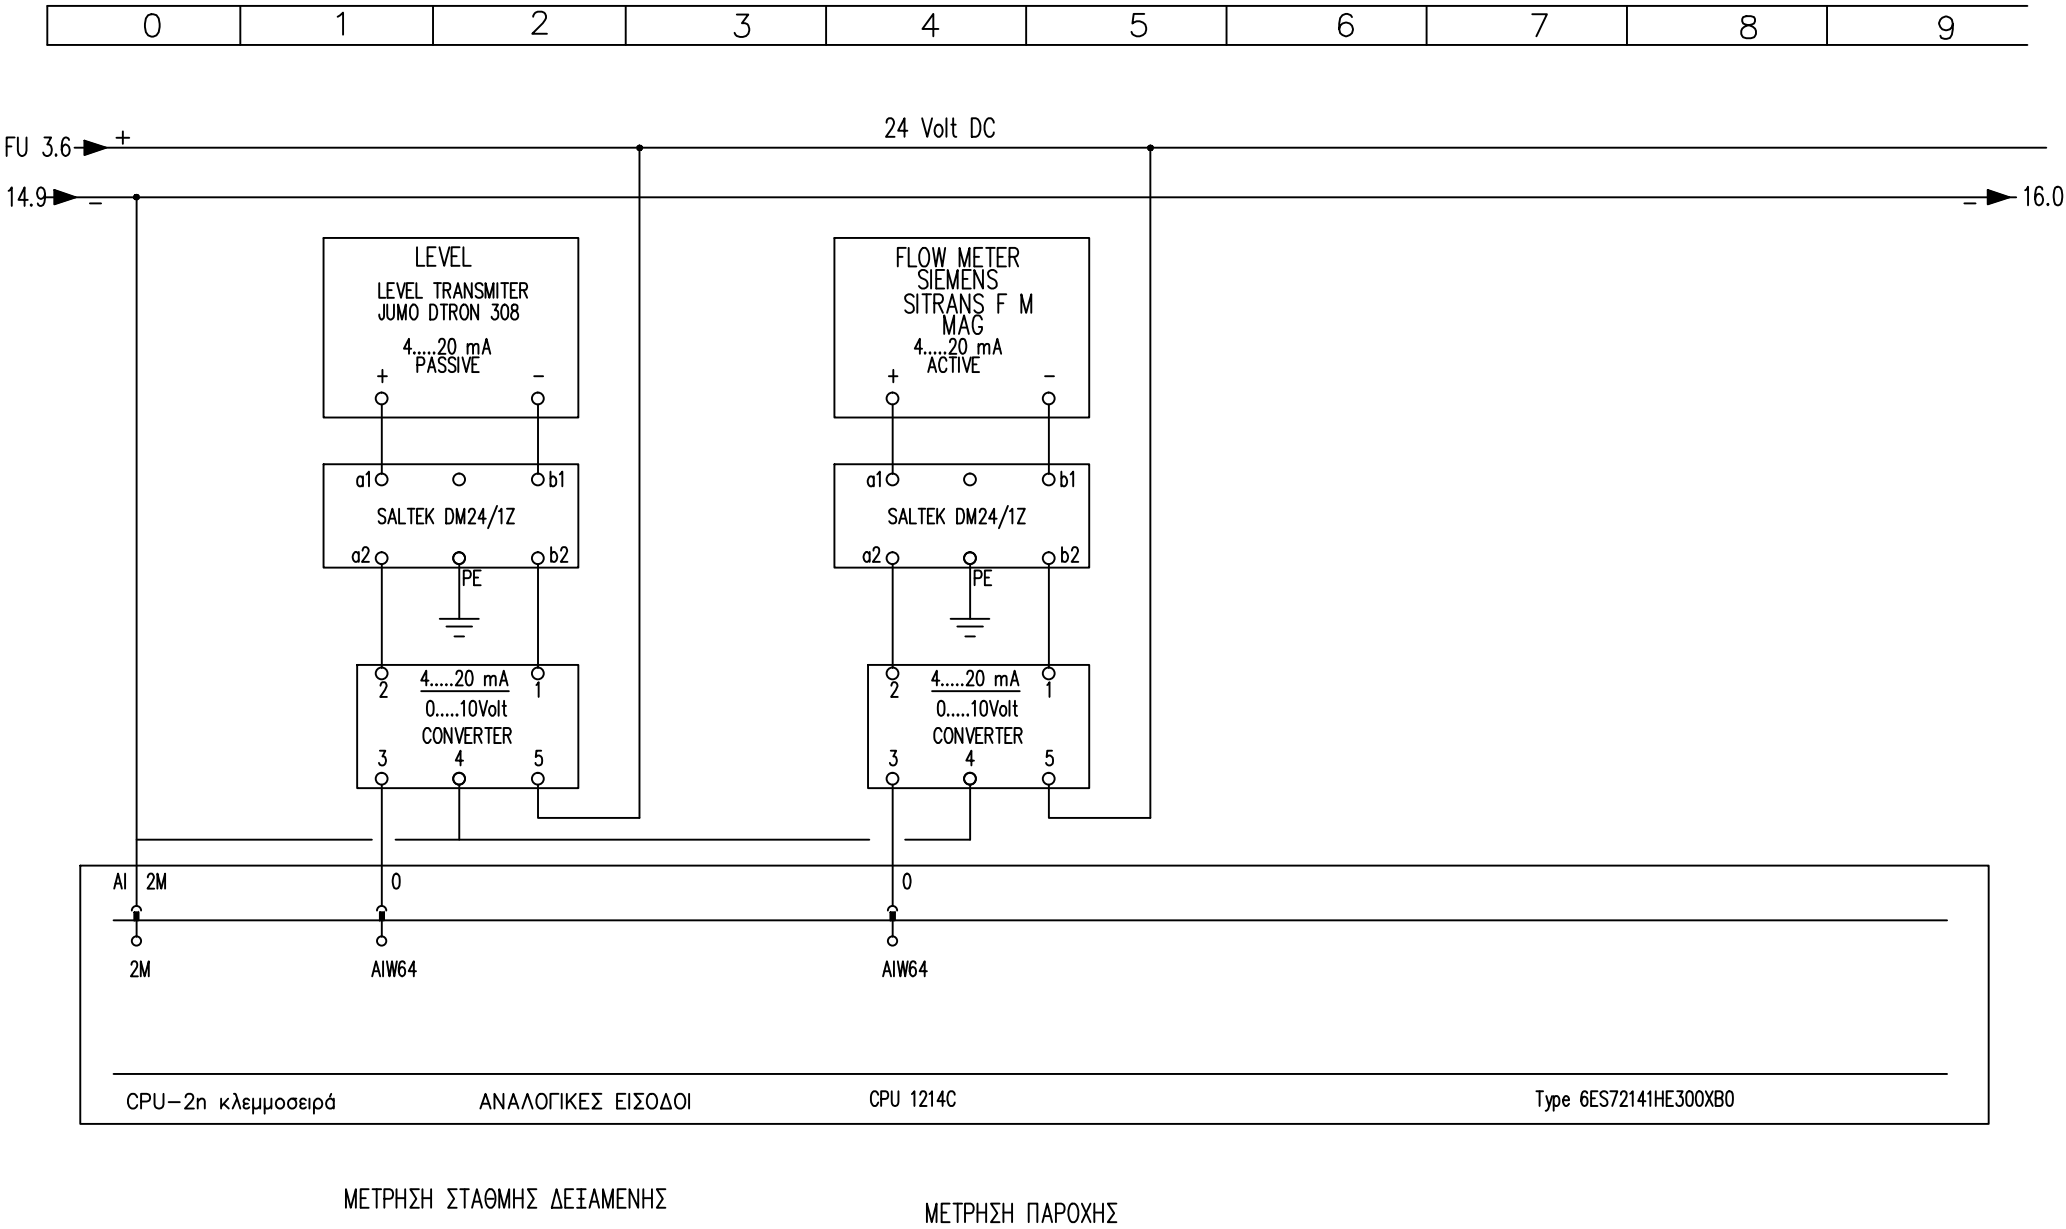 0 1 2 3 4 5 6 7 8 9
24 Volt DC
FU 3.6 +
14.9 – – 16.0
LEVEL
LEVEL TRANSMITER
JUMO DTRON 308
4.....20 mA
PASSIVE
+ –
a1 b1
SALTEK DM24/1Z
a2 b2
PE
2 4.....20 mA 1
0.....10Volt
CONVERTER
3 4 5
FLOW METER
SIEMENS
SITRANS F M
MAG
4.....20 mA
ACTIVE
+ –
a1 b1
SALTEK DM24/1Z
a2 b2
PE
2 4.....20 mA 1
0.....10Volt
CONVERTER
3 4 5
AI 2M 0 0
2M AIW64 AIW64
CPU–2η κλεμμοσειρά ΑΝΑΛΟΓΙΚΕΣ ΕΙΣΟΔΟΙ CPU 1214C Type 6ES72141HE300XB0
ΜΕΤΡΗΣΗ ΣΤΑΘΜΗΣ ΔΕΞΑΜΕΝΗΣ
ΜΕΤΡΗΣΗ ΠΑΡΟΧΗΣ